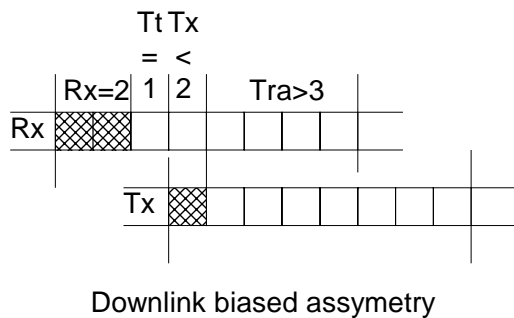 Tt Tx
= <
Rx=2 1 2 Tra>3
Rx
Tx
Downlink biased assymetry